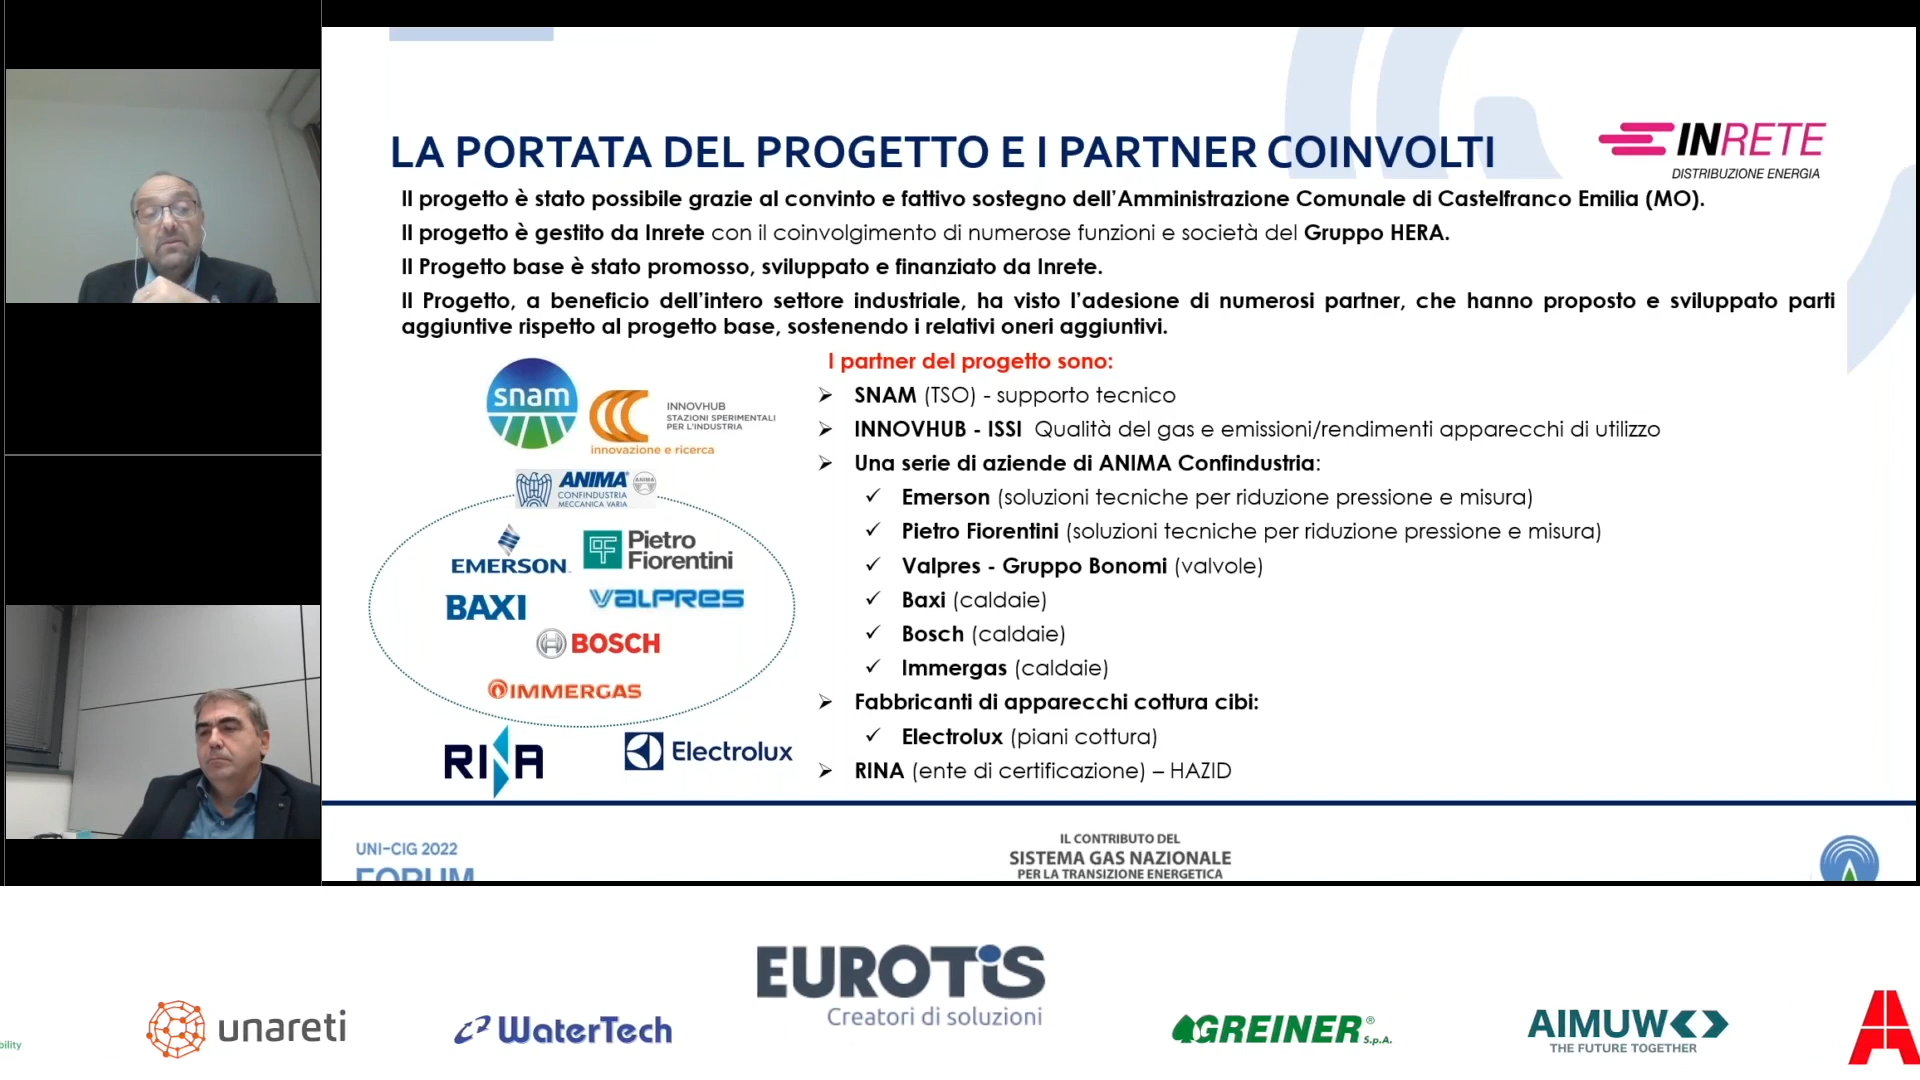 LA PORTATA DEL PROGETTO E I PARTNER COINVOLTI
INRETE
DISTRIBUZIONE ENERGIA
Il progetto è stato possibile grazie al convinto e fattivo sostegno dell'Amministrazione Comunale di Castelfranco Emilia (MO).
Il progetto è gestito da Inrete con il coinvolgimento di numerose funzioni e società del Gruppo HERA.
Il Progetto base è stato promosso, sviluppato e finanziato da Inrete.
Il Progetto, a beneficio dell'intero settore industriale, ha visto l'adesione di numerosi partner, che hanno proposto e sviluppato parti
aggiuntive rispetto al progetto base, sostenendo i relativi oneri aggiuntivi.
snam
INNOVHUB
STAZIONI SPERIMENTALI
PER L'INDUSTRIA
innovazione e ricerca
ANIMA
CONFINDUSTRIA
MECCANICA VARIA
ANIMA
EMERSON
Pietro
Fiorentini
BAXI
VALPRES
BOSCH
IMMERGAS
RINA
Electrolux
I partner del progetto sono:
➢ SNAM (TSO) - supporto tecnico
➢ INNOVHUB - ISSI Qualità del gas e emissioni/rendimenti apparecchi di utilizzo
➢ Una serie di aziende di ANIMA Confindustria:
✓ Emerson (soluzioni tecniche per riduzione pressione e misura)
✓ Pietro Fiorentini (soluzioni tecniche per riduzione pressione e misura)
✓ Valpres - Gruppo Bonomi (valvole)
✓ Baxi (caldaie)
✓ Bosch (caldaie)
✓ Immergas (caldaie)
➢ Fabbricanti di apparecchi cottura cibi:
✓ Electrolux (piani cottura)
➢ RINA (ente di certificazione) – HAZID
UNI-CIG 2022
FORUM
IL CONTRIBUTO DEL
SISTEMA GAS NAZIONALE
PER LA TRANSIZIONE ENERGETICA
bility
unareti
WaterTech
EUROTIS
Creatori di soluzioni
GREINER® S.p.A.
AIMUW
THE FUTURE TOGETHER